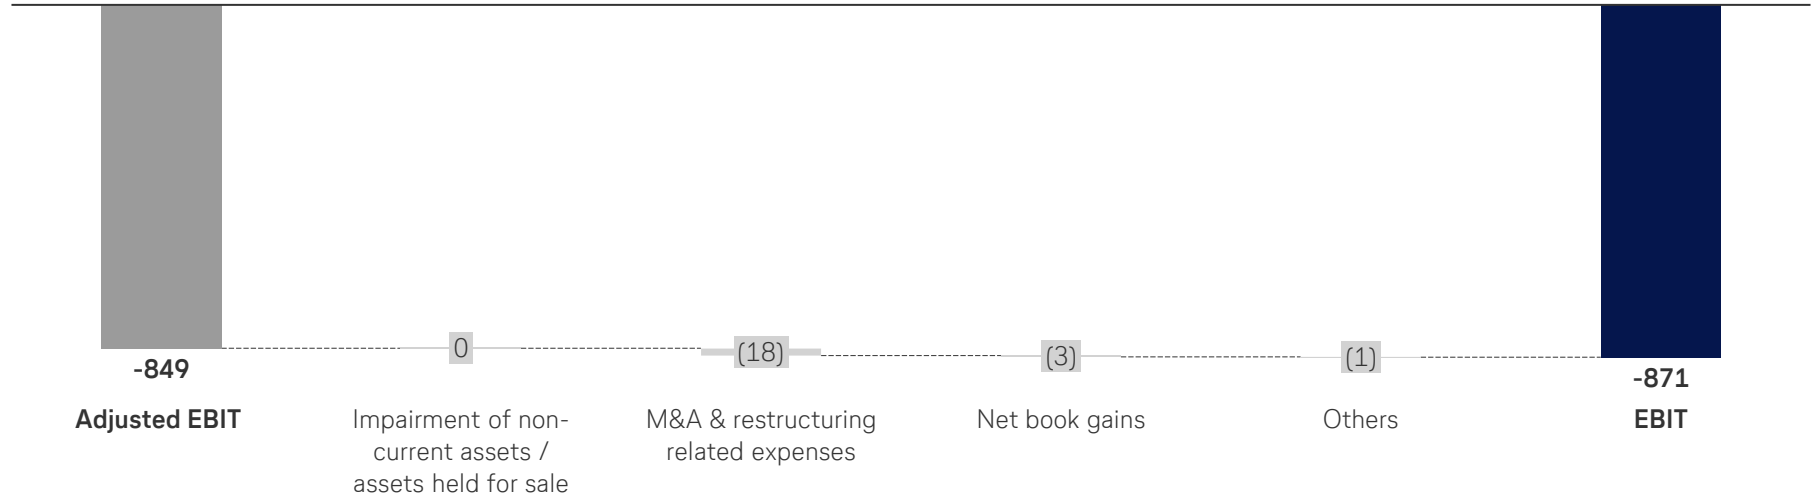 0
(18)
(3)
(1)
-849
-871
Adjusted EBIT
Impairment of non-
current assets /
assets held for sale
M&A & restructuring
related expenses
Net book gains
Others
EBIT